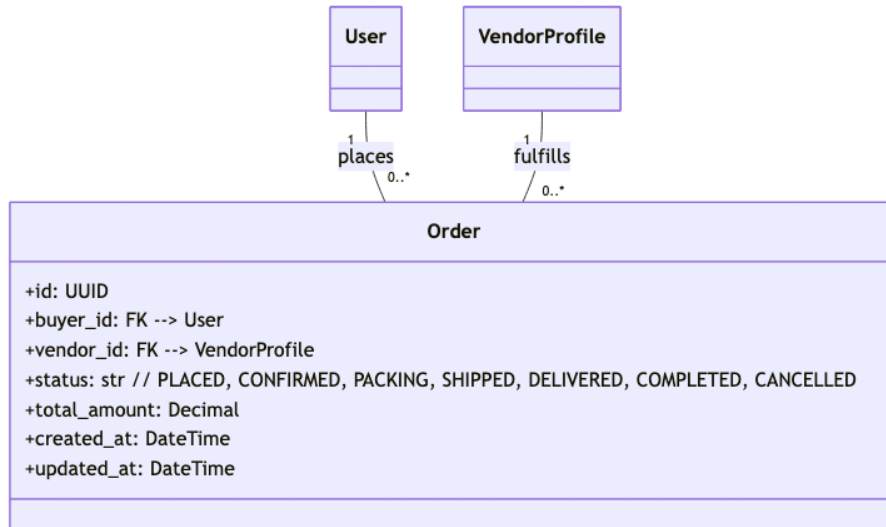 User
VendorProfile
1
1
places
fulfills
0..*
0..*
Order
+id: UUID
+buyer_id: FK --> User
+vendor_id: FK --> VendorProfile
+status: str // PLACED, CONFIRMED, PACKING, SHIPPED, DELIVERED, COMPLETED, CANCELLED
+total_amount: Decimal
+created_at: DateTime
+updated_at: DateTime